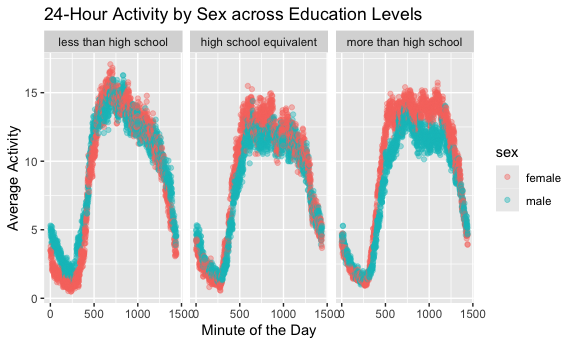 24-Hour Activity by Sex across Education Levels
less than high school
high school equivalent
more than high school
Average Activity
15
10
5
0
sex
female
male
0 500 1000 1500
0 500 1000 1500
0 500 1000 1500
Minute of the Day